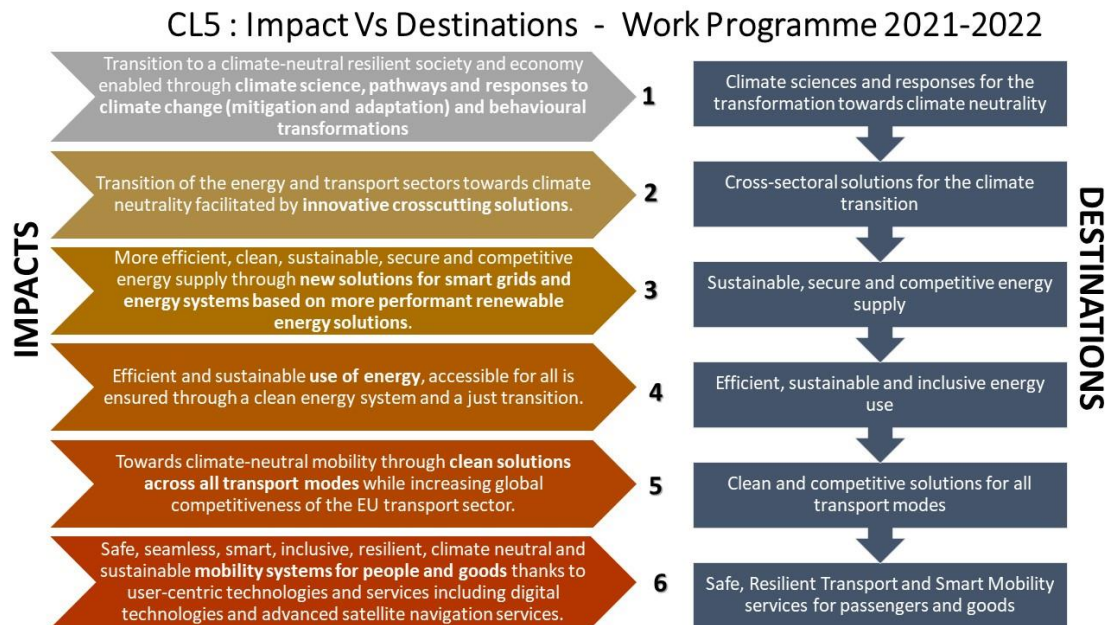 CL5 : Impact Vs Destinations - Work Programme 2021-2022
IMPACTS
Transition to a climate-neutral resilient society and economy
enabled through climate science, pathways and responses to
climate change (mitigation and adaptation) and behavioural
transformations
1
Climate sciences and responses for the
transformation towards climate neutrality
Transition of the energy and transport sectors towards climate
neutrality facilitated by innovative crosscutting solutions.
2
Cross-sectoral solutions for the climate
transition
More efficient, clean, sustainable, secure and competitive
energy supply through new solutions for smart grids and
energy systems based on more performant renewable
energy solutions.
3
Sustainable, secure and competitive energy
supply
Efficient and sustainable use of energy, accessible for all is
ensured through a clean energy system and a just transition.
4
Efficient, sustainable and inclusive energy
use
Towards climate-neutral mobility through clean solutions
across all transport modes while increasing global
competitiveness of the EU transport sector.
5
Clean and competitive solutions for all
transport modes
Safe, seamless, smart, inclusive, resilient, climate neutral and
sustainable mobility systems for people and goods thanks to
user-centric technologies and services including digital
technologies and advanced satellite navigation services.
6
Safe, Resilient Transport and Smart Mobility
services for passengers and goods
DESTINATIONS